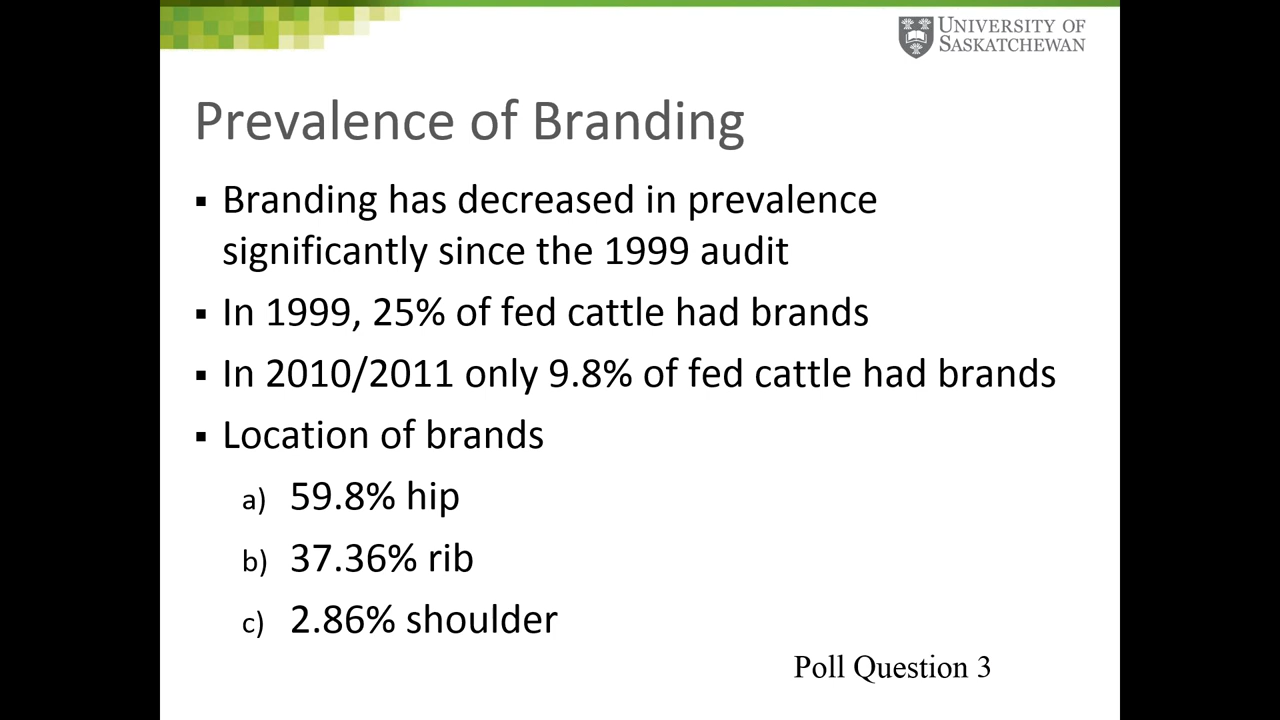 UNIVERSITY OF
SASKATCHEWAN
Prevalence of Branding
▪ Branding has decreased in prevalence
significantly since the 1999 audit
▪ In 1999, 25% of fed cattle had brands
▪ In 2010/2011 only 9.8% of fed cattle had brands
▪ Location of brands
a) 59.8% hip
b) 37.36% rib
c) 2.86% shoulder
Poll Question 3